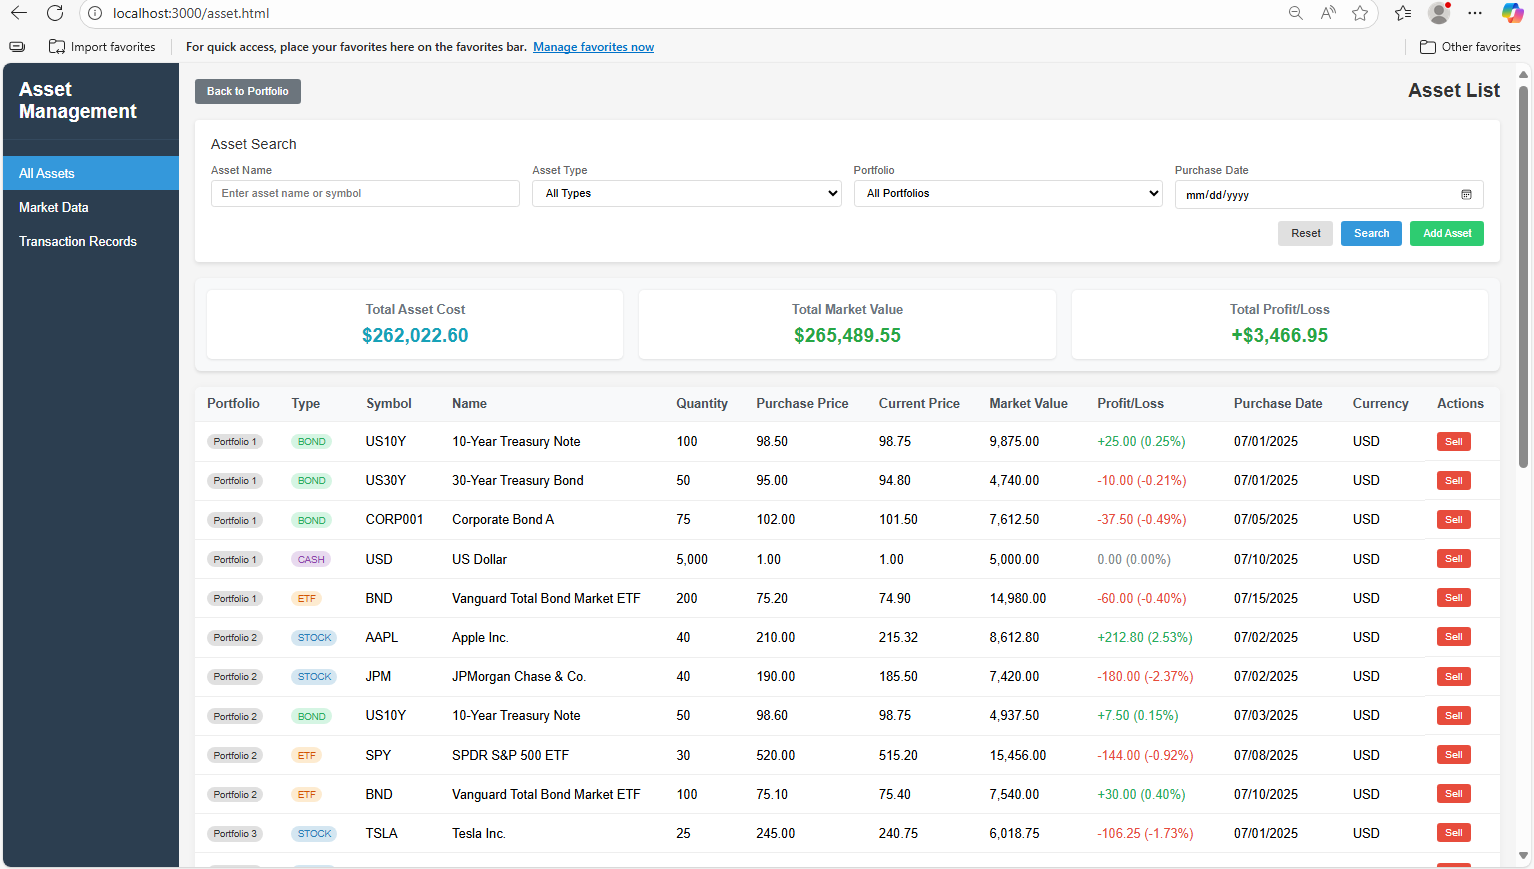 localhost:3000/asset.html
Import favorites For quick access, place your favorites here on the favorites bar. Manage favorites now Other favorites
Asset Management
All Assets
Market Data
Transaction Records
Back to Portfolio Asset List
Asset Search
Asset Name Asset Type Portfolio Purchase Date
Enter asset name or symbol All Types All Portfolios mm/dd/yyyy
Reset Search Add Asset
Total Asset Cost Total Market Value Total Profit/Loss
$262,022.60 $265,489.55 +$3,466.95
Portfolio Type Symbol Name Quantity Purchase Price Current Price Market Value Profit/Loss Purchase Date Currency Actions
Portfolio 1 BOND US10Y 10-Year Treasury Note 100 98.50 98.75 9,875.00 +25.00 (0.25%) 07/01/2025 USD Sell
Portfolio 1 BOND US30Y 30-Year Treasury Bond 50 95.00 94.80 4,740.00 -10.00 (-0.21%) 07/01/2025 USD Sell
Portfolio 1 BOND CORP001 Corporate Bond A 75 102.00 101.50 7,612.50 -37.50 (-0.49%) 07/05/2025 USD Sell
Portfolio 1 CASH USD US Dollar 5,000 1.00 1.00 5,000.00 0.00 (0.00%) 07/10/2025 USD Sell
Portfolio 1 ETF BND Vanguard Total Bond Market ETF 200 75.20 74.90 14,980.00 -60.00 (-0.40%) 07/15/2025 USD Sell
Portfolio 2 STOCK AAPL Apple Inc. 40 210.00 215.32 8,612.80 +212.80 (2.53%) 07/02/2025 USD Sell
Portfolio 2 STOCK JPM JPMorgan Chase & Co. 40 190.00 185.50 7,420.00 -180.00 (-2.37%) 07/02/2025 USD Sell
Portfolio 2 BOND US10Y 10-Year Treasury Note 50 98.60 98.75 4,937.50 +7.50 (0.15%) 07/03/2025 USD Sell
Portfolio 2 ETF SPY SPDR S&P 500 ETF 30 520.00 515.20 15,456.00 -144.00 (-0.92%) 07/08/2025 USD Sell
Portfolio 2 ETF BND Vanguard Total Bond Market ETF 100 75.10 75.40 7,540.00 +30.00 (0.40%) 07/10/2025 USD Sell
Portfolio 3 STOCK TSLA Tesla Inc. 25 245.00 240.75 6,018.75 -106.25 (-1.73%) 07/01/2025 USD Sell